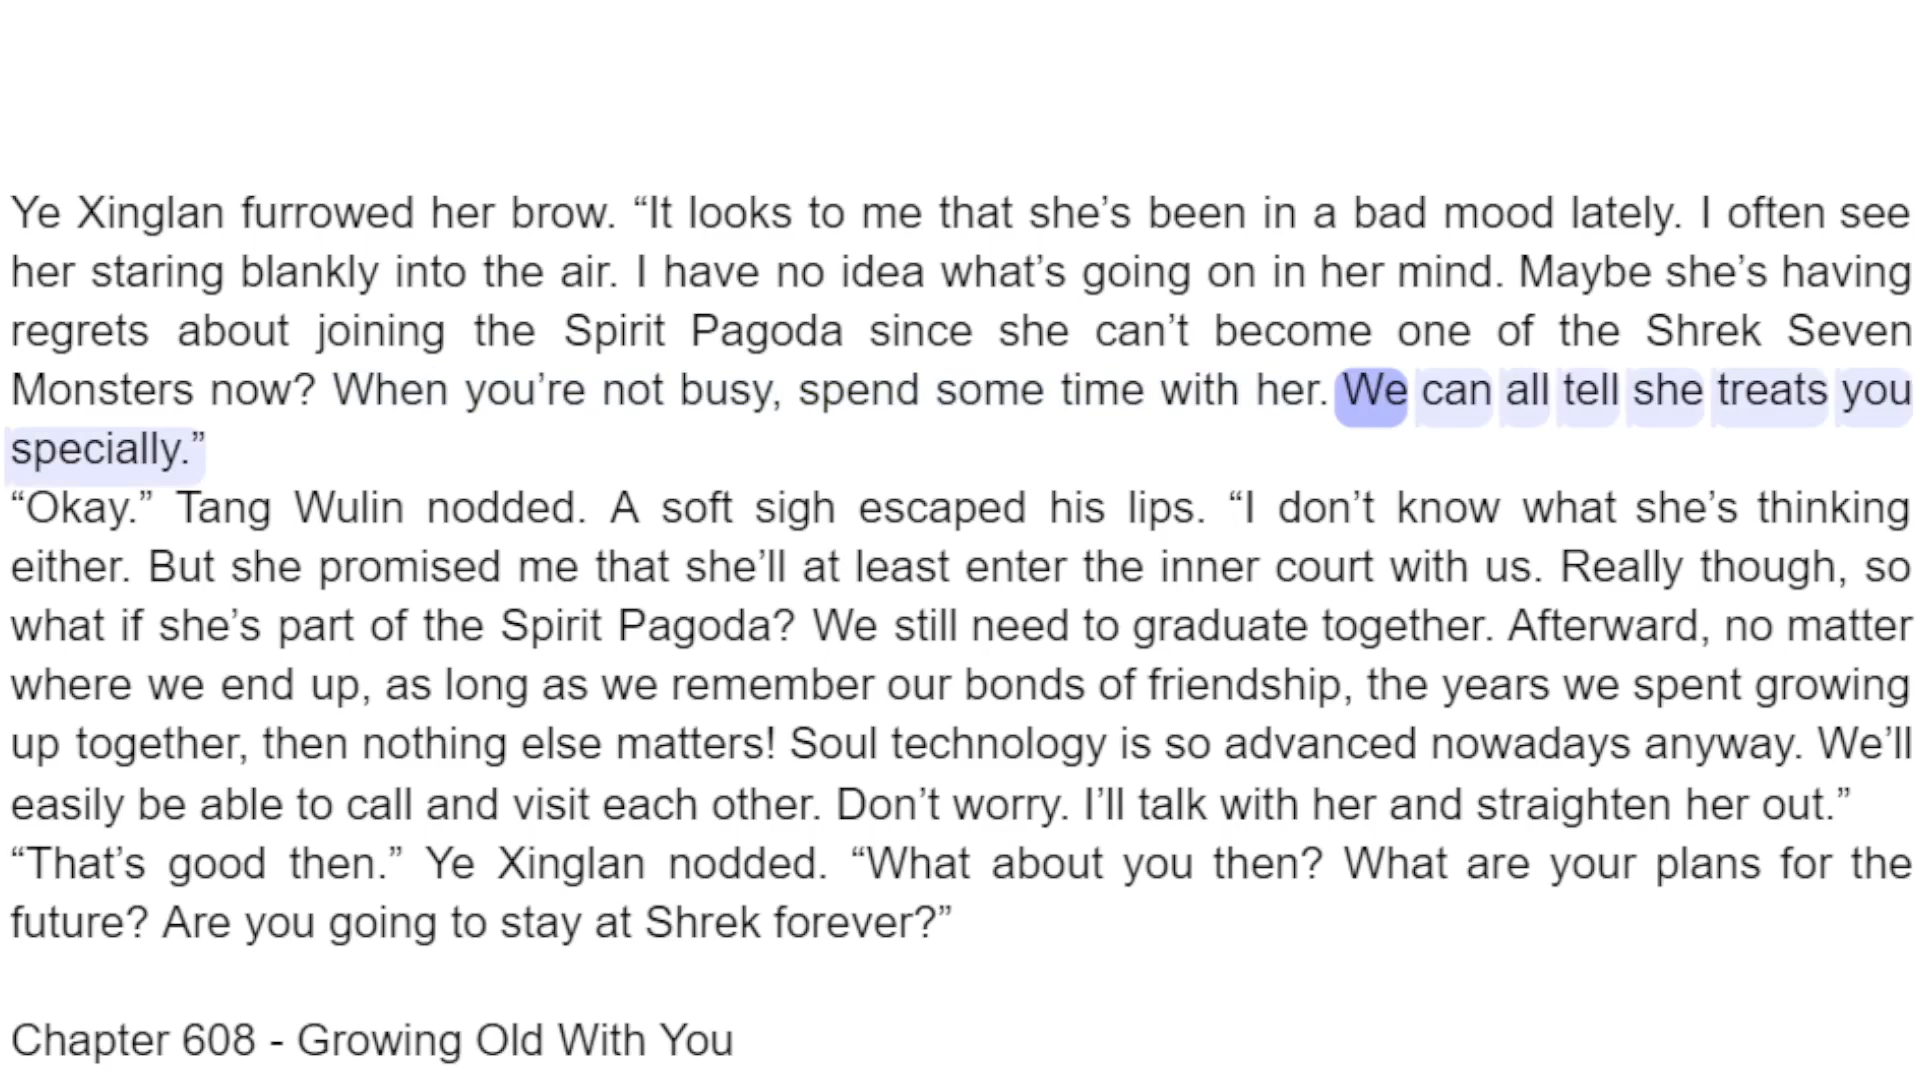 Ye Xinglan furrowed her brow. “It looks to me that she’s been in a bad mood lately. I often see
her staring blankly into the air. I have no idea what’s going on in her mind. Maybe she’s having
regrets about joining the Spirit Pagoda since she can’t become one of the Shrek Seven
Monsters now? When you’re not busy, spend some time with her. We can all tell she treats you
specially.”
“Okay.” Tang Wulin nodded. A soft sigh escaped his lips. “I don’t know what she’s thinking
either. But she promised me that she’ll at least enter the inner court with us. Really though, so
what if she’s part of the Spirit Pagoda? We still need to graduate together. Afterward, no matter
where we end up, as long as we remember our bonds of friendship, the years we spent growing
up together, then nothing else matters! Soul technology is so advanced nowadays anyway. We’ll
easily be able to call and visit each other. Don’t worry. I’ll talk with her and straighten her out.”
“That’s good then.” Ye Xinglan nodded. “What about you then? What are your plans for the
future? Are you going to stay at Shrek forever?”
Chapter 608 - Growing Old With You